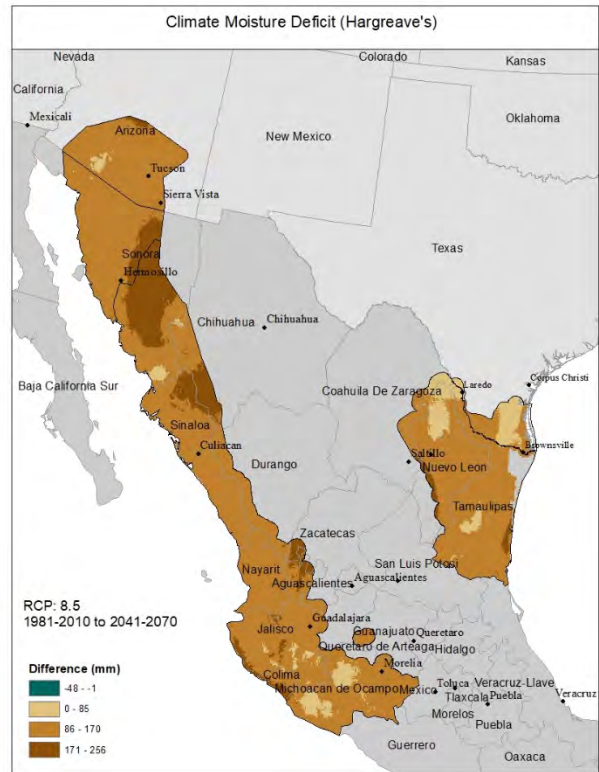 Climate Moisture Deficit (Hargreave's)
Nevada
Colorado
Kansas
California
Mexicali
Arizona
New Mexico
Oklahoma
Tucson
Sierra Vista
Texas
Sonora
Hermosillo
Chihuahua
Chihuahua
Baja California Sur
Coahuila De Zaragoza
Laredo
Corpus Christi
Sinaloa
Culiacan
Durango
Saltillo
Nuevo Leon
Brownsville
Tamaulipas
Zacatecas
San Luis Potosi
Nayarit
Aguascalientes
Aguascalientes
Jalisco
Guadalajara
Guanajuato
Queretaro
Queretaro de Arteaga
Hidalgo
Colima
Michoacan de Ocampo
Morelia
Mexico
Toluca
Veracruz-Llave
Tlaxcala
Puebla
Veracruz
Morelos
Puebla
Guerrero
Oaxaca
RCP: 8.5
1981-2010 to 2041-2070
Difference (mm)
-48 - -1
0 - 85
86 - 170
171 - 256